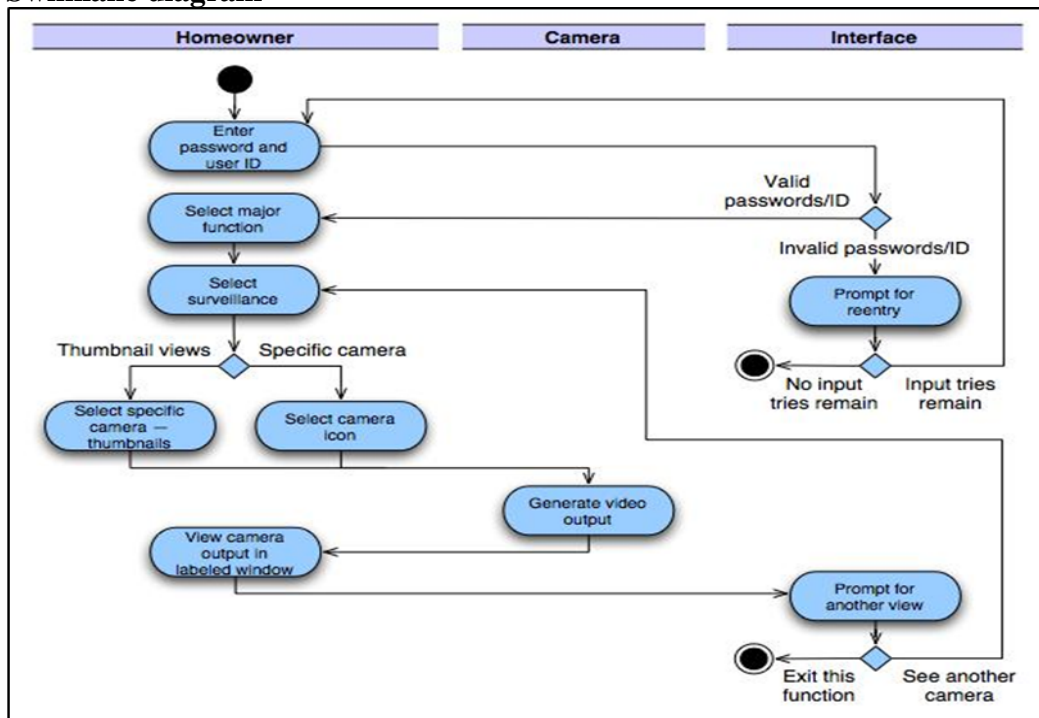 Swimlane diagram
Homeowner
Camera
Interface
Enter
password and
user ID
Valid
passwords/ID
Select major
function
Invalid passwords/ID
Select
surveillance
Prompt for
reentry
Thumbnail views
Specific camera
No input
tries remain
Input tries
remain
Select specific
camera —
thumbnails
Select camera
icon
Generate video
output
View camera
output in
labeled window
Prompt for
another view
Exit this
function
See another
camera